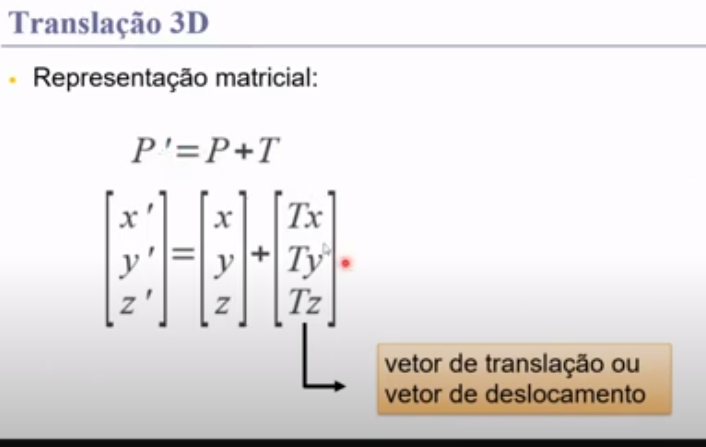 Translação 3D
Representação matricial:
P'=P+T
[x'] = [x] + [Tx]
[y'] = [y] + [Ty]
[z'] = [z] + [Tz]
vetor de translação ou
vetor de deslocamento